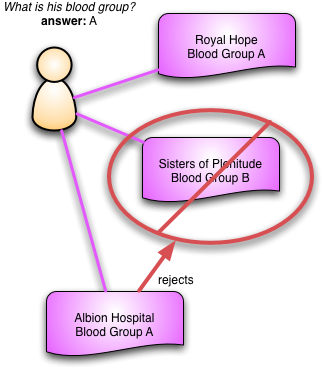 What is his blood group?
answer: A
Royal Hope
Blood Group A
Sisters of Plenitude
Blood Group B
rejects
Albion Hospital
Blood Group A